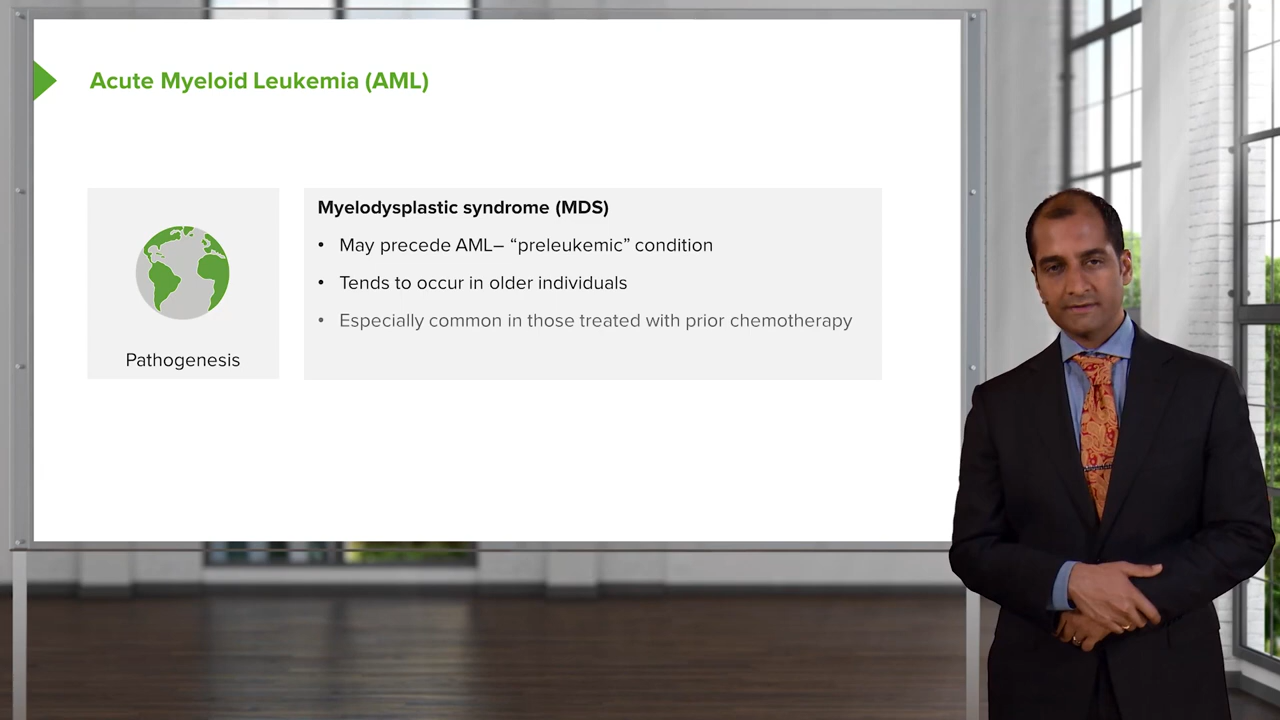 Acute Myeloid Leukemia (AML)
Myelodysplastic syndrome (MDS)
• May precede AML– “preleukemic” condition
• Tends to occur in older individuals
• Especially common in those treated with prior chemotherapy
Pathogenesis